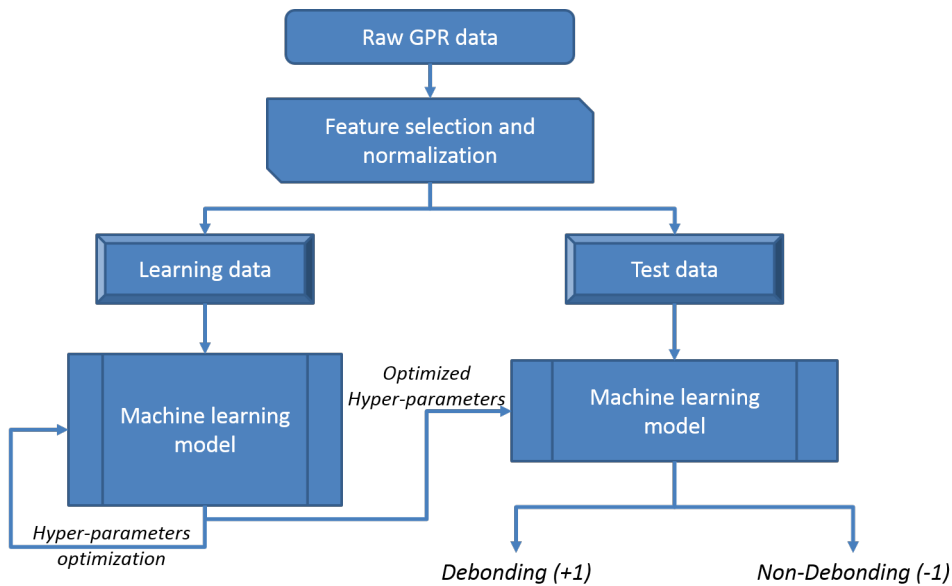 Raw GPR data
Feature selection and
normalization
Learning data
Test data
Machine learning
model
Optimized
Hyper-parameters
Machine learning
model
Hyper-parameters
optimization
Debonding (+1)
Non-Debonding (-1)